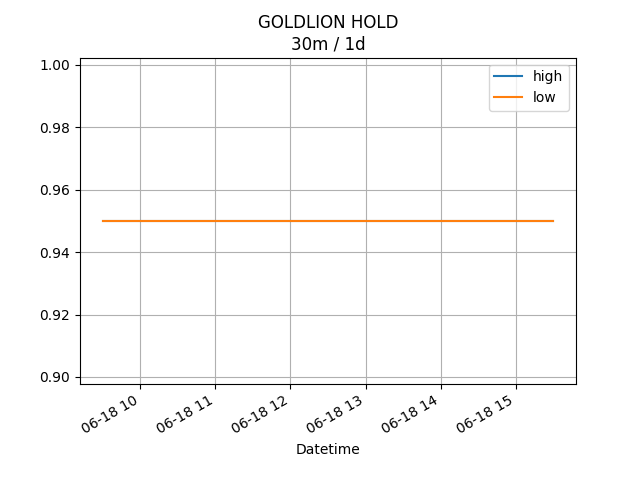 GOLDLION HOLD
30m / 1d
high
low
1.00
0.98
0.96
0.94
0.92
0.90
06-18 10
06-18 11
06-18 12
06-18 13
06-18 14
06-18 15
Datetime